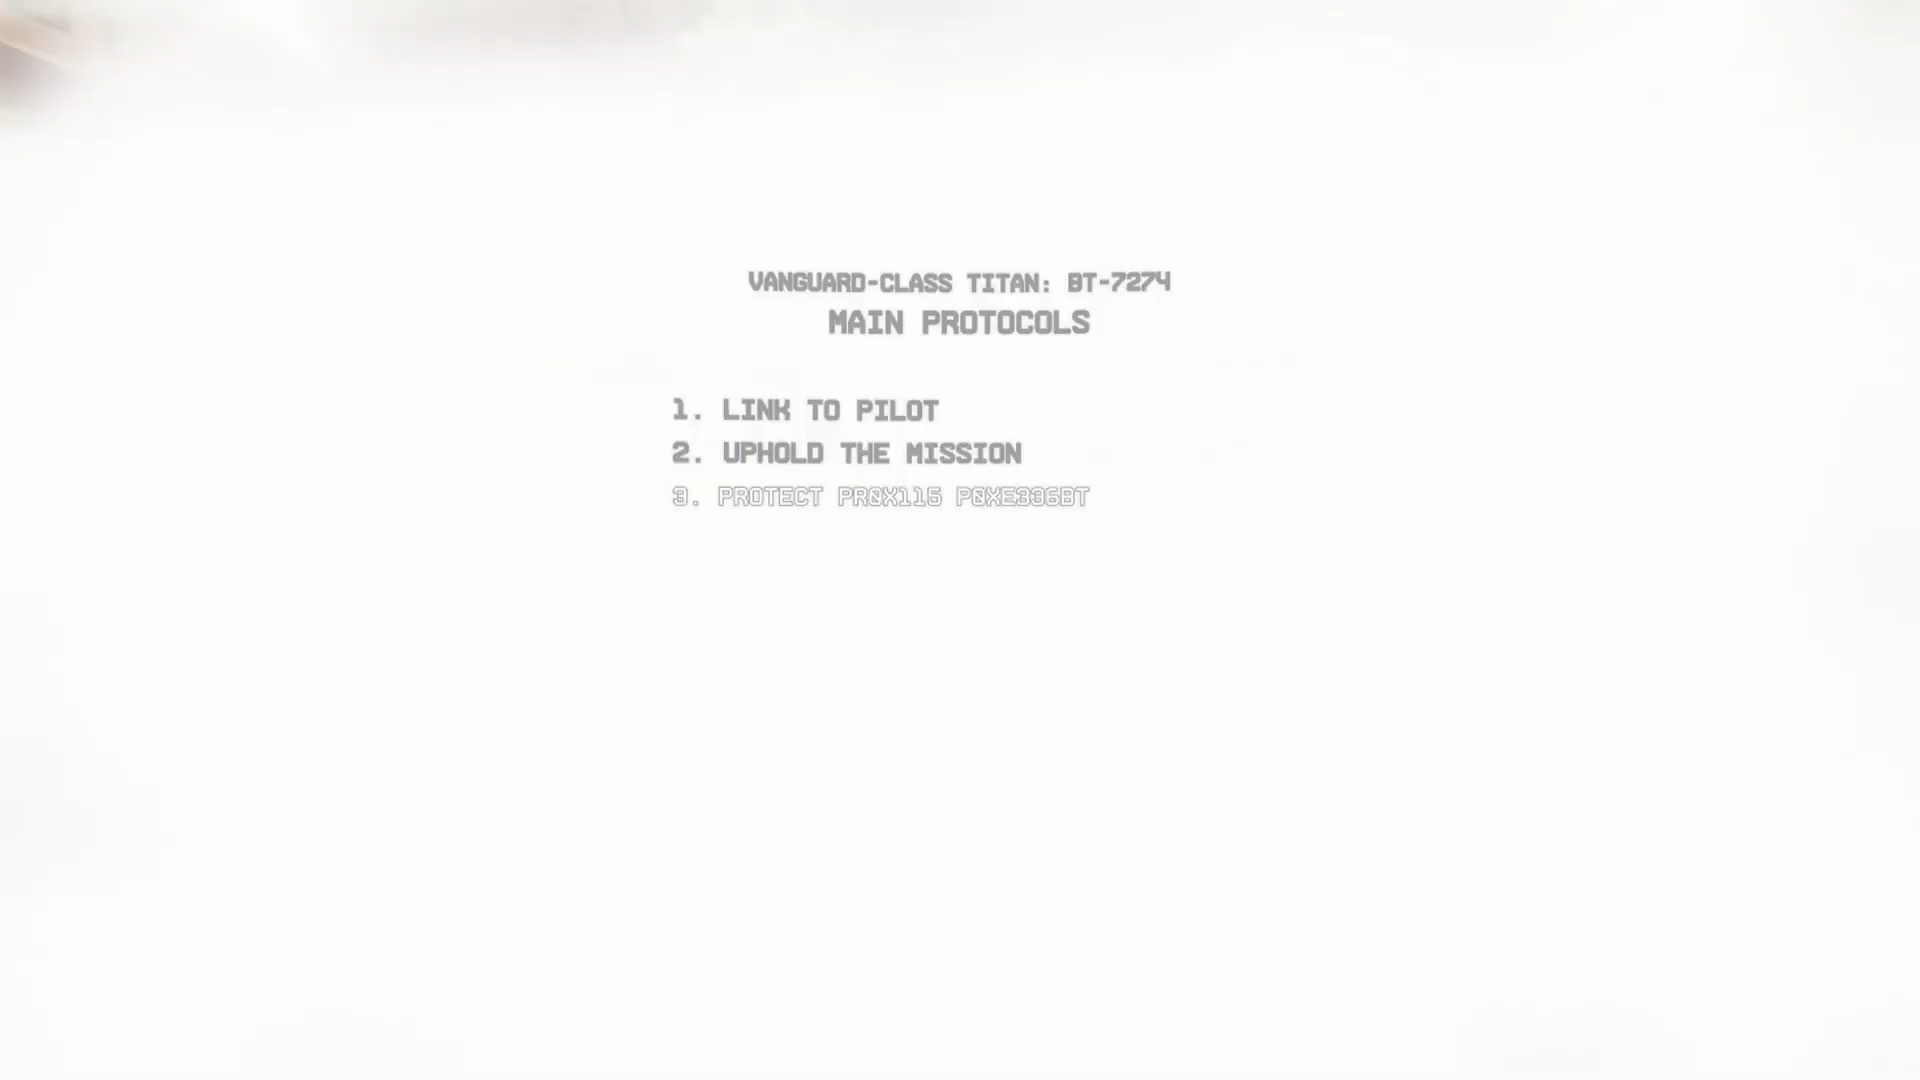 VANGUARD-CLASS TITAN: BT-7274
MAIN PROTOCOLS
1. LINK TO PILOT
2. UPHOLD THE MISSION
3. PROTECT PR0X115 P0XE336BT